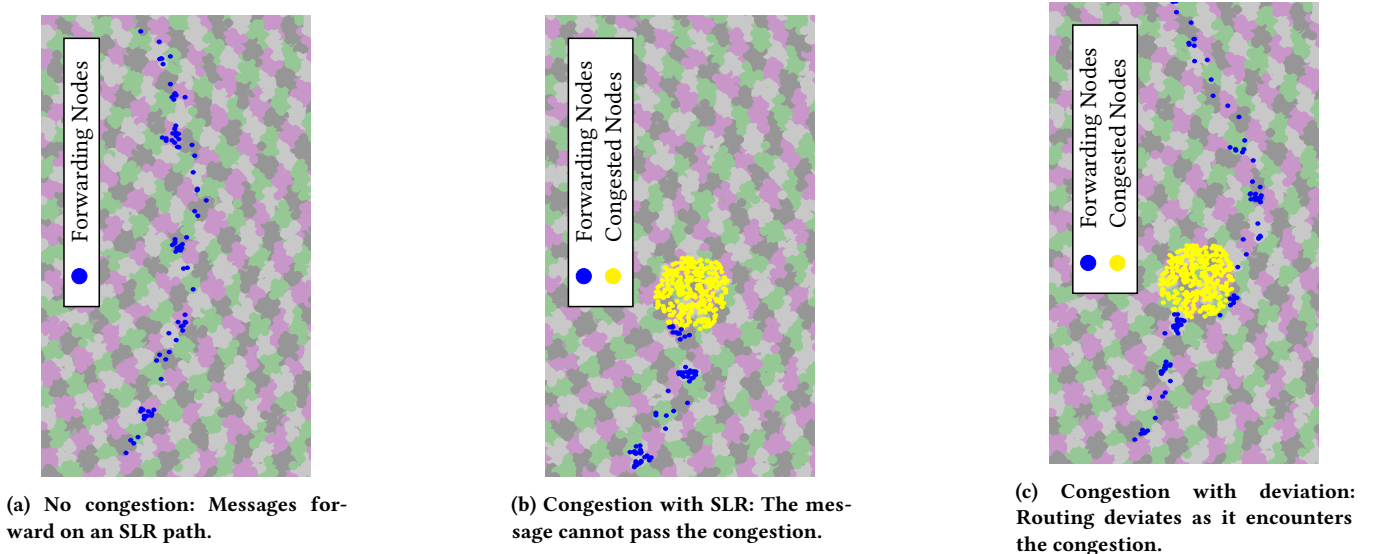 Forwarding Nodes
Forwarding Nodes
Congested Nodes
Forwarding Nodes
Congested Nodes
(a) No congestion: Messages for-
ward on an SLR path.
(b) Congestion with SLR: The mes-
sage cannot pass the congestion.
(c) Congestion with deviation:
Routing deviates as it encounters
the congestion.